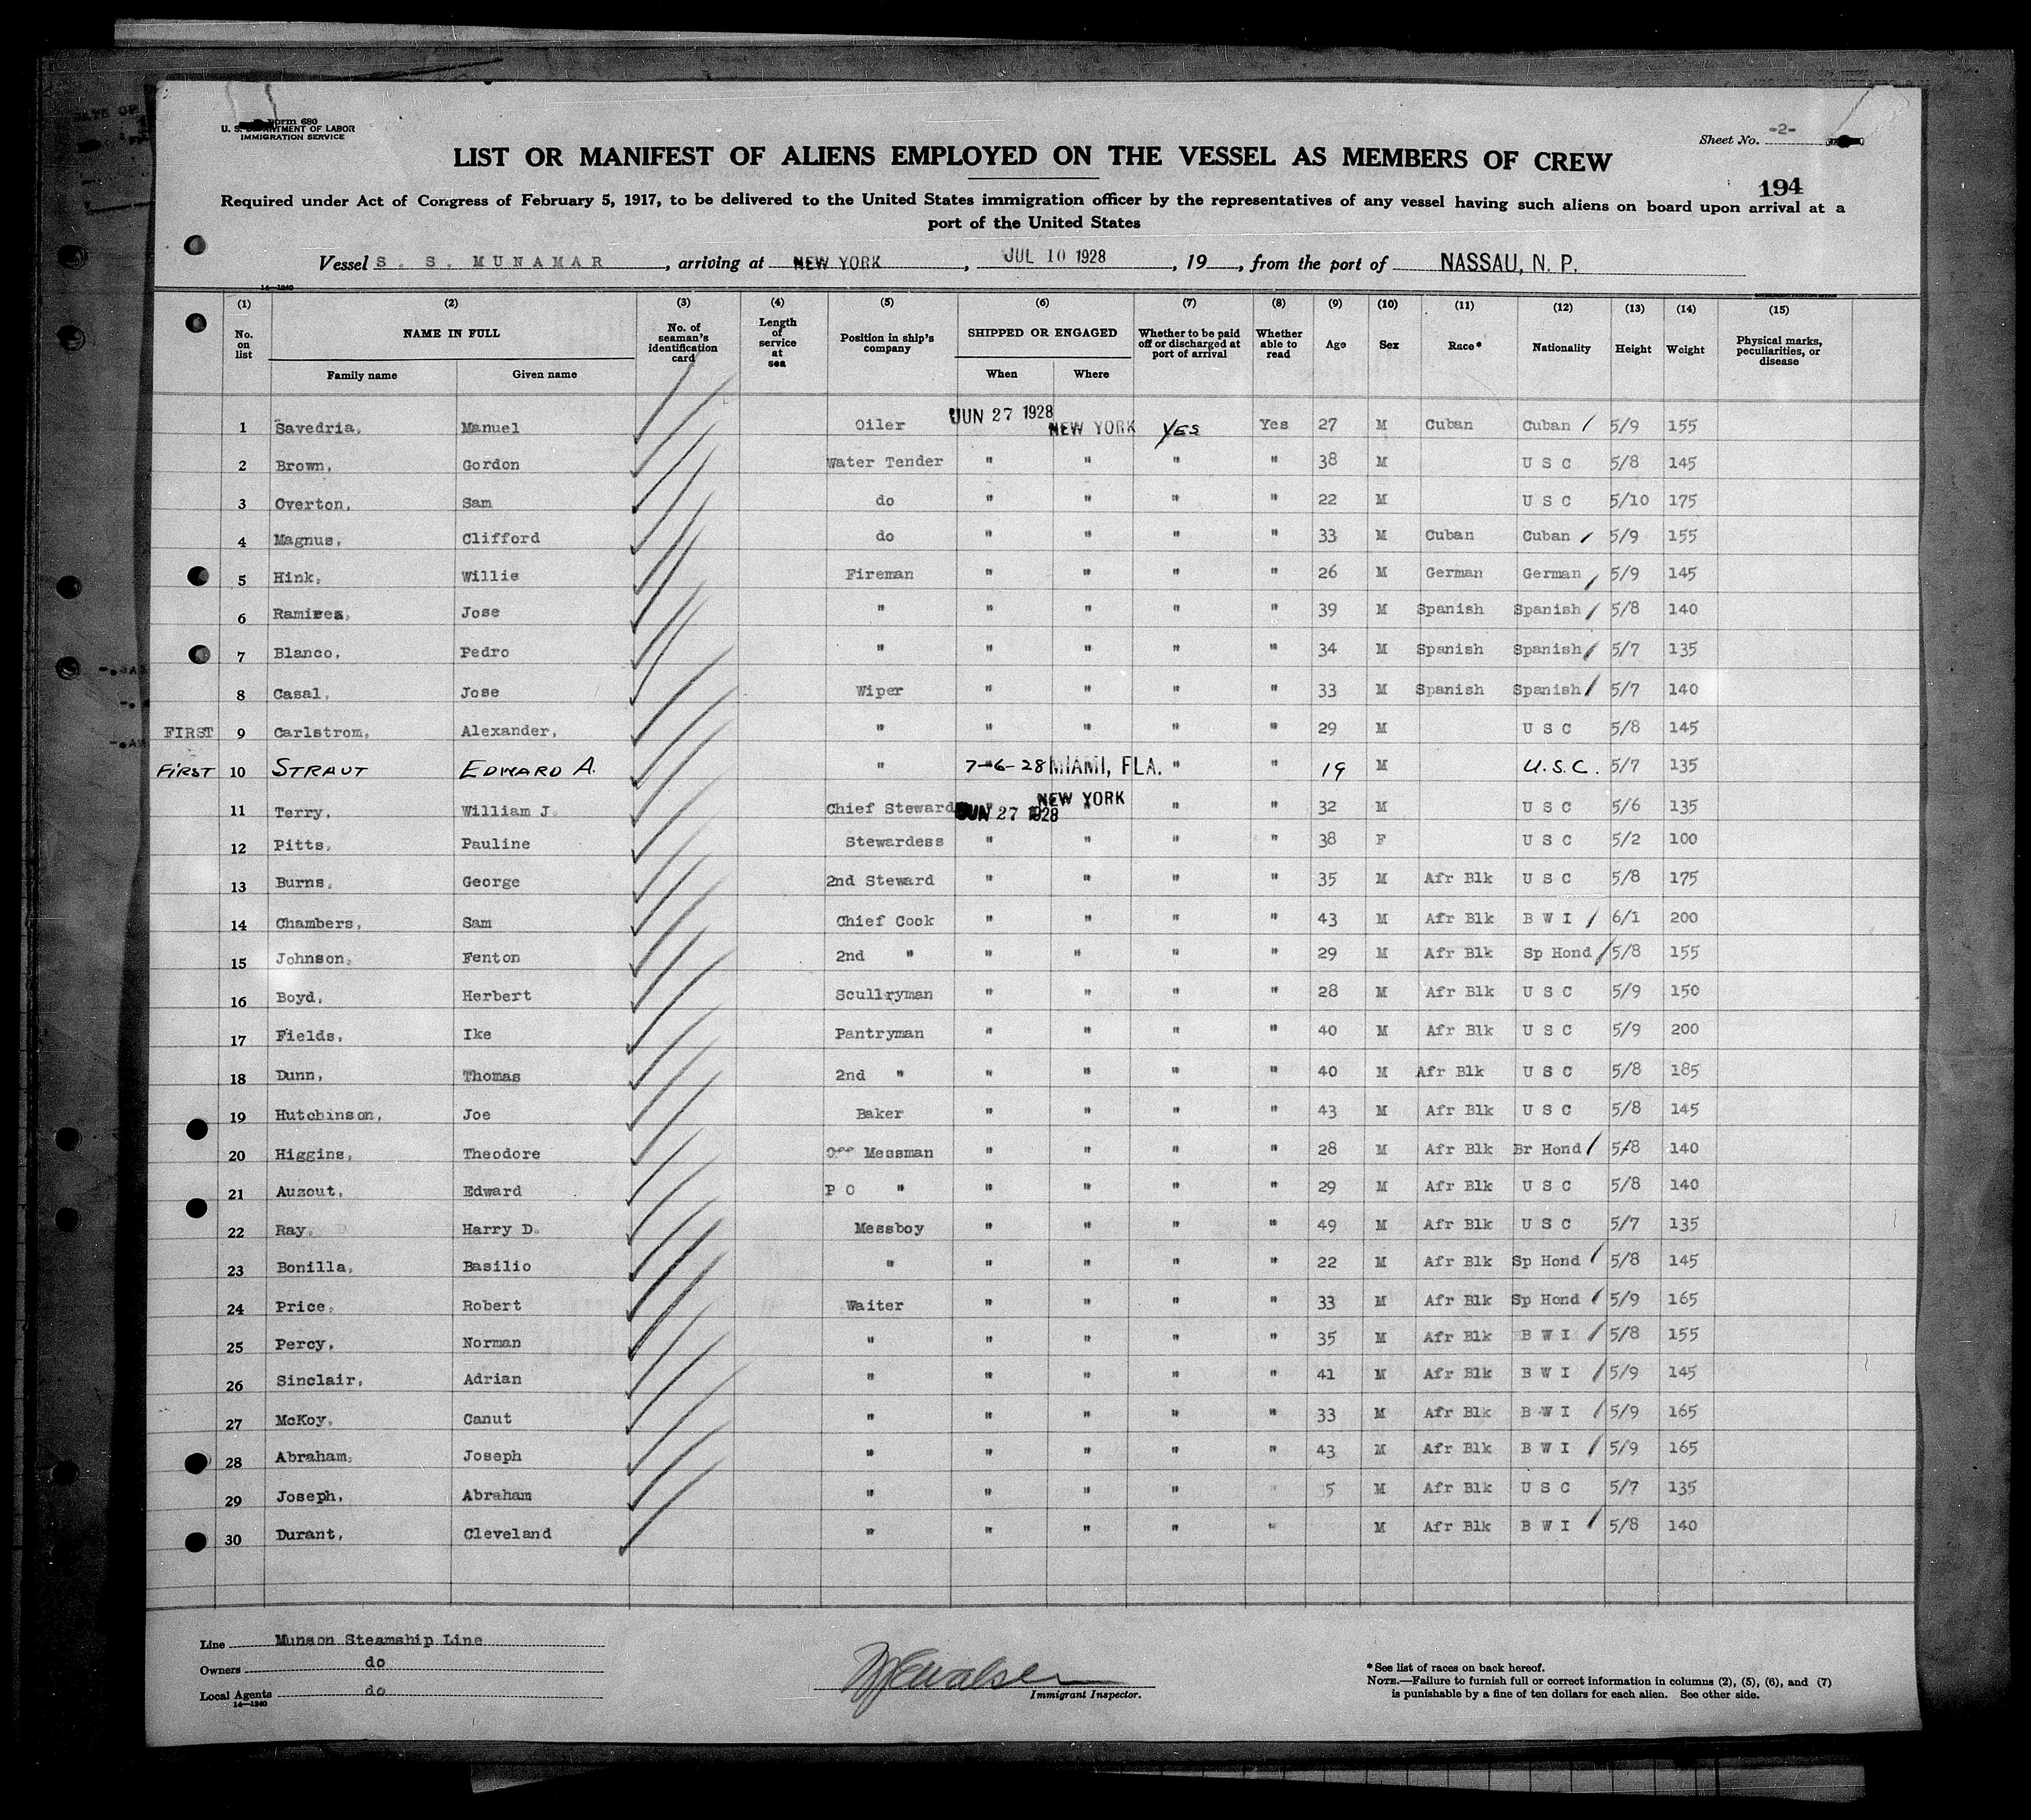 Form 680
U. S. DEPARTMENT OF LABOR
IMMIGRATION SERVICE
Sheet No. -2-
LIST OR MANIFEST OF ALIENS EMPLOYED ON THE VESSEL AS MEMBERS OF CREW
194
Required under Act of Congress of February 5, 1917, to be delivered to the United States immigration officer by the representatives of any vessel having such aliens on board upon arrival at a
port of the United States
Vessel S. S. MUNAMAR, arriving at NEW YORK, JUL 10 1928, 19, from the port of NASSAU, N. P.
14—1240
(1) (2) (3) (4) (5) (6) (7) (8) (9) (10) (11) (12) (13) (14) (15)
No. on list NAME IN FULL No. of seaman's identification card Length of service at sea Position in ship's company SHIPPED OR ENGAGED Whether to be paid off or discharged at port of arrival Whether able to read Age Sex Race* Nationality Height Weight Physical marks, peculiarities, or disease
Family name Given name When Where
1 Savedria, Manuel Oiler JUN 27 1928 NEW YORK YES Yes 27 M Cuban Cuban 5/9 155
2 Brown, Gordon Water Tender " " " " 38 M U S C 5/8 145
3 Overton, Sam do " " " " 22 M U S C 5/10 175
4 Magnus, Clifford do " " " " 33 M Cuban Cuban 5/9 155
5 Hink, Willie Fireman " " " " 26 M German German 5/9 145
6 Ramirez, Jose " " " " " 39 M Spanish Spanish 5/8 140
7 Blanco, Pedro " " " " " 34 M Spanish Spanish 5/7 135
8 Casal, Jose Wiper " " " " 33 M Spanish Spanish 5/7 140
FIRST 9 Carlstrom, Alexander, " " " " " 29 M U S C 5/8 145
FIRST 10 STRAUT EDWARD A. " 7-6-28 MIAMI, FLA. " " 19 M U.S.C. 5/7 135
11 Terry, William J. Chief Steward JUN 27 1928 NEW YORK " " 32 M U S C 5/6 135
12 Pitts, Pauline Stewardess " " " " 38 F U S C 5/2 100
13 Burns, George 2nd Steward " " " " 35 M Afr Blk U S C 5/8 175
14 Chambers, Sam Chief Cook " " " " 43 M Afr Blk B W I 6/1 200
15 Johnson, Fenton 2nd " " " " " 29 M Afr Blk Sp Hond 5/8 155
16 Boyd, Herbert Scullryman " " " " 28 M Afr Blk U S C 5/9 150
17 Fields, Ike Pantryman " " " " 40 M Afr Blk U S C 5/9 200
18 Dunn, Thomas 2nd " " " " " 40 M Afr Blk U S C 5/8 185
19 Hutchinson, Joe Baker " " " " 43 M Afr Blk U S C 5/8 145
20 Higgins, Theodore Off Messman " " " " 28 M Afr Blk Br Hond 5/8 140
21 Auzout, Edward P O " " " " " 29 M Afr Blk U S C 5/8 140
22 Ray, Harry D. Messboy " " " " 49 M Afr Blk U S C 5/7 135
23 Bonilla, Basilio " " " " " 22 M Afr Blk Sp Hond 5/8 145
24 Price, Robert Waiter " " " " 33 M Afr Blk Sp Hond 5/9 165
25 Percy, Norman " " " " " 35 M Afr Blk B W I 5/8 155
26 Sinclair, Adrian " " " " " 41 M Afr Blk B W I 5/9 145
27 McKoy, Canut " " " " " 33 M Afr Blk B W I 5/9 165
28 Abraham, Joseph " " " " " 43 M Afr Blk B W I 5/9 165
29 Joseph, Abraham " " " " " 5 M Afr Blk U S C 5/7 135
30 Durant, Cleveland " " " " " M Afr Blk B W I 5/8 140
Line Munson Steamship Line
Owners do
Local Agents do
14—1240
Immigrant Inspector.
*See list of races on back hereof.
NOTE.—Failure to furnish full or correct information in columns (2), (5), (6), and (7)
is punishable by a fine of ten dollars for each alien. See other side.